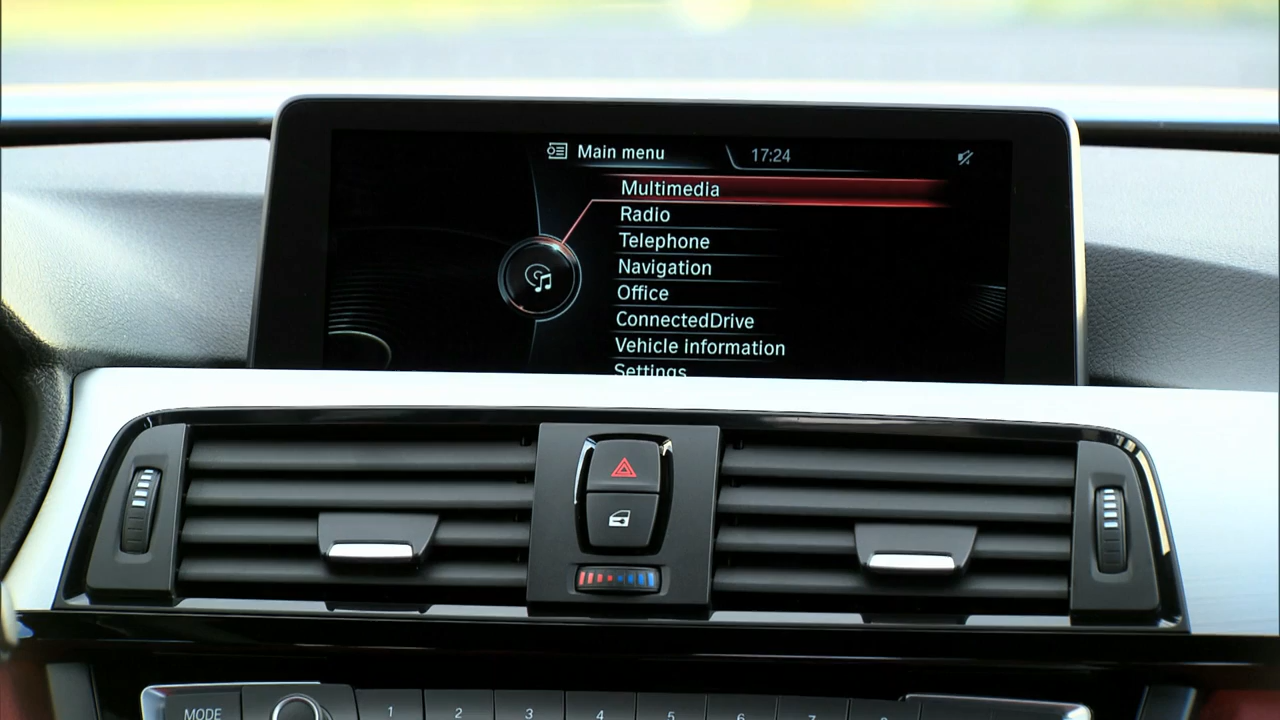 Main menu 17:24
Multimedia
Radio
Telephone
Navigation
Office
ConnectedDrive
Vehicle information
Settings
MODE 1 2 3 4 5 6 7 8